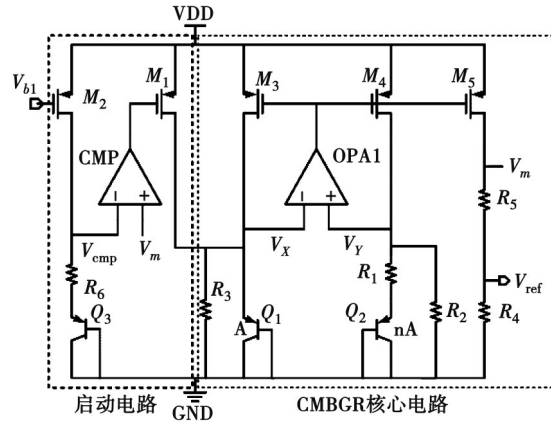 VDD
V_b1
M_2
M_1
M_3
M_4
M_5
CMP
OPA1
V_m
R_5
V_cmp
V_m
V_X
V_Y
R_1
V_ref
R_6
R_3
R_2
R_4
Q_3
A
Q_1
Q_2
nA
启动电路
GND
CMBGR核心电路